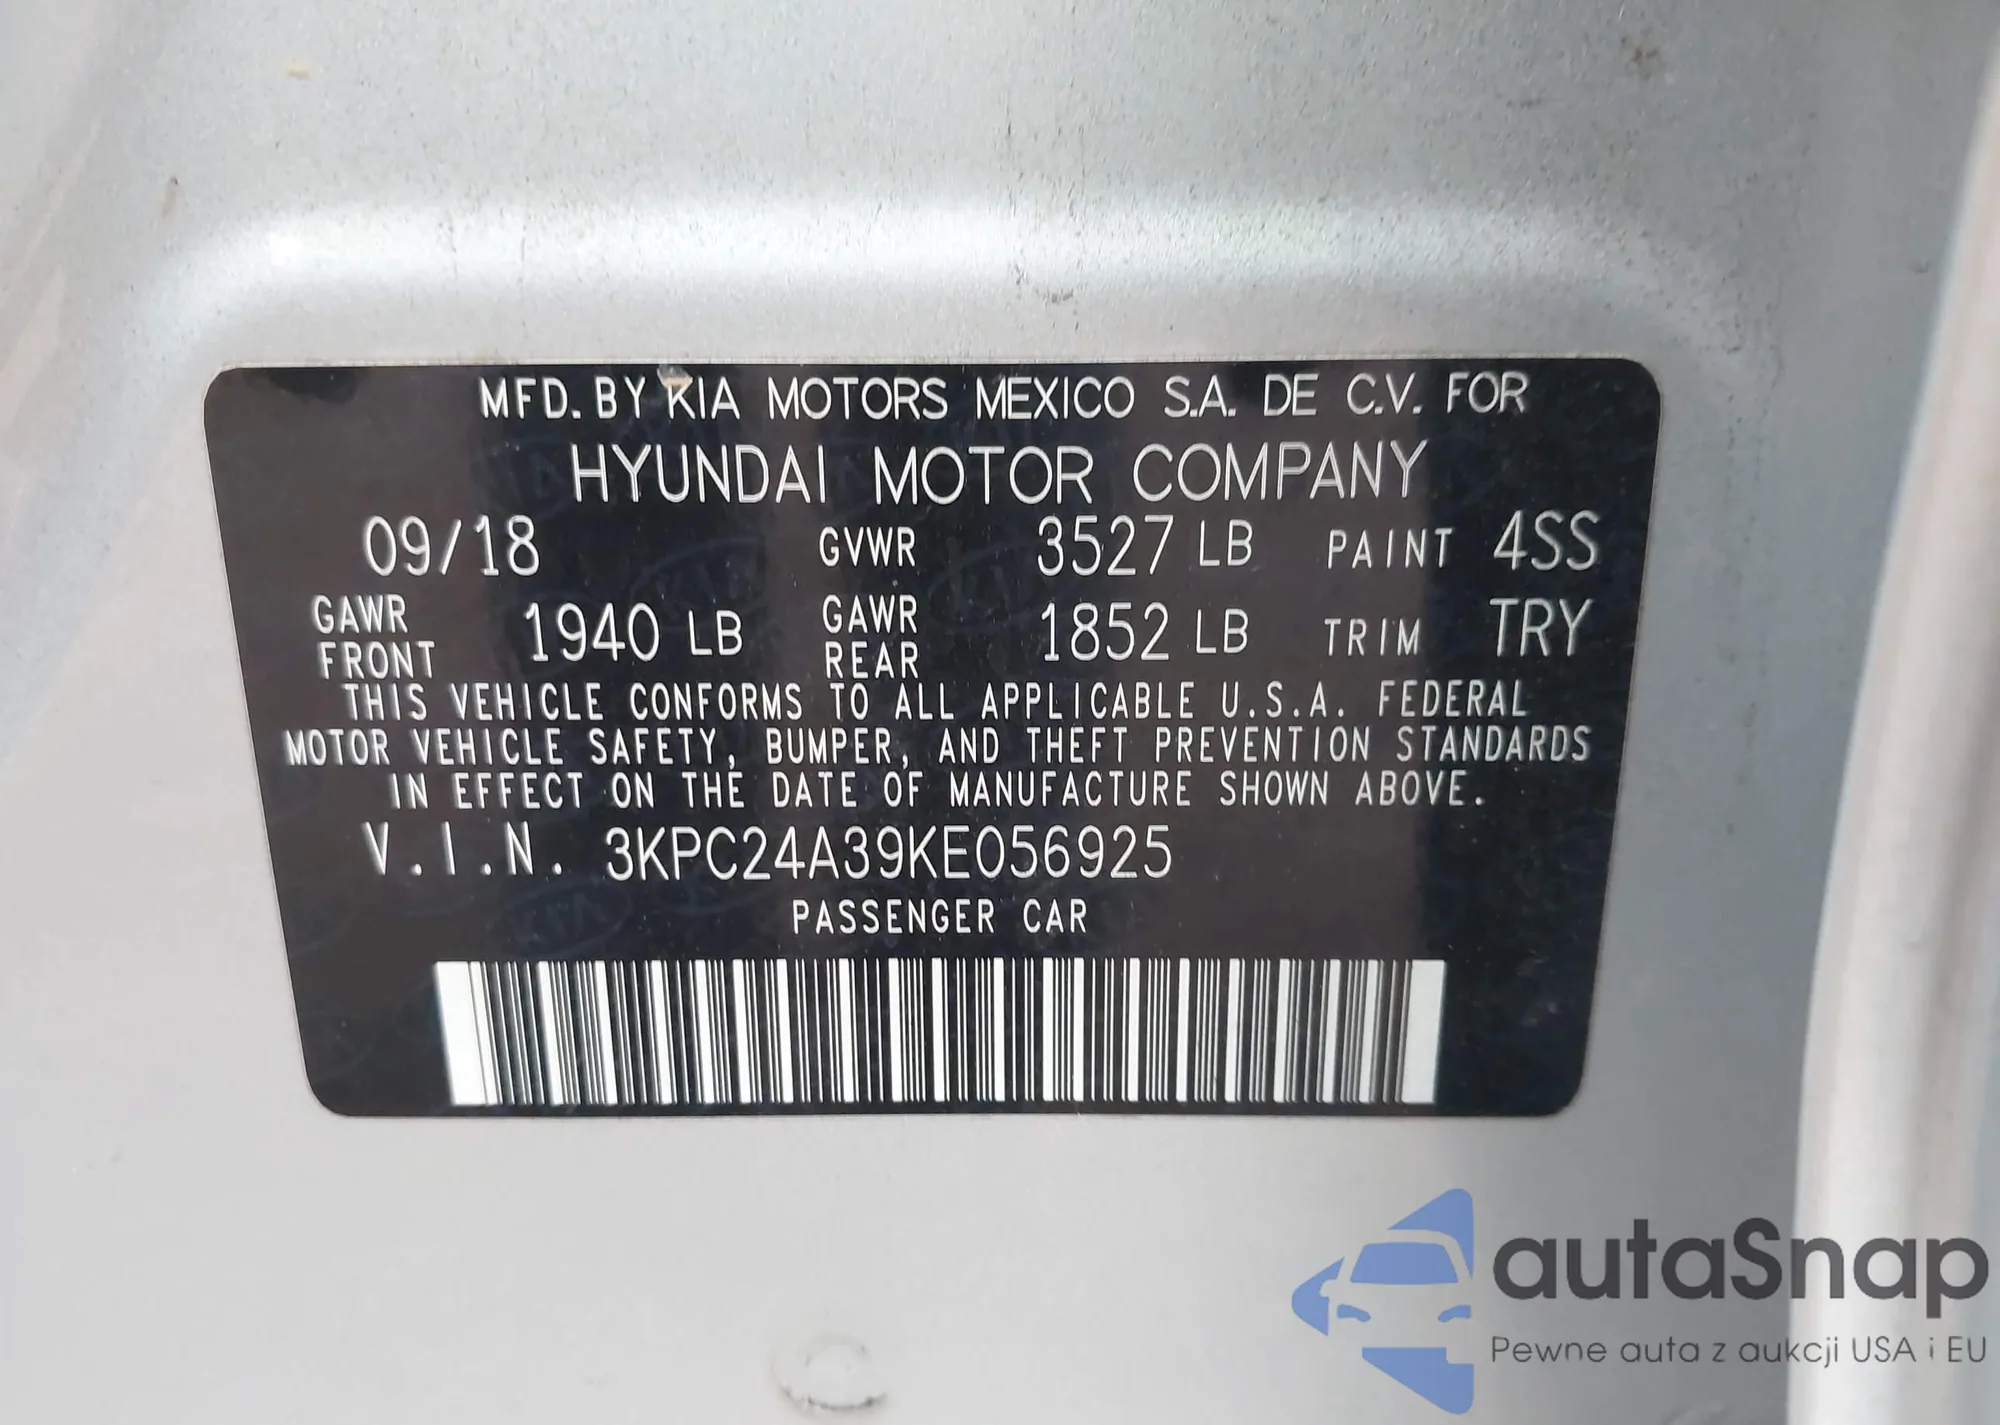 MFD. BY KIA MOTORS MEXICO S.A. DE C.V. FOR
HYUNDAI MOTOR COMPANY
09/18 GVWR 3527 LB PAINT 4SS
GAWR FRONT 1940 LB GAWR REAR 1852 LB TRIM TRY
THIS VEHICLE CONFORMS TO ALL APPLICABLE U.S.A. FEDERAL
MOTOR VEHICLE SAFETY, BUMPER, AND THEFT PREVENTION STANDARDS
IN EFFECT ON THE DATE OF MANUFACTURE SHOWN ABOVE.
V.I.N. 3KPC24A39KE056925
PASSENGER CAR
autaSnap
Pewne auta z aukcji USA i EU